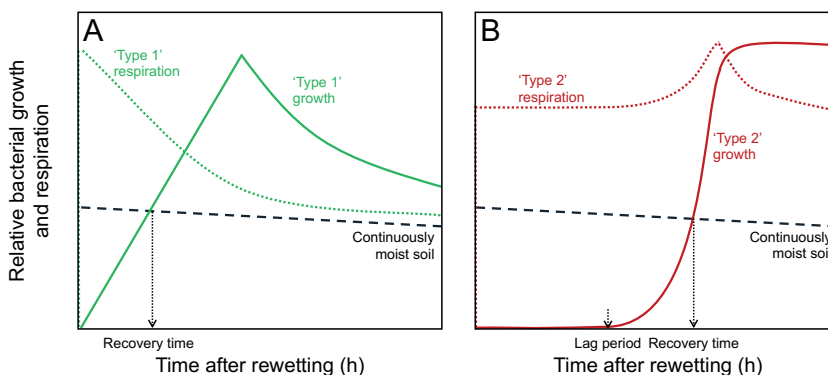 Relative bacterial growth
and respiration
A
'Type 1'
respiration
'Type 1'
growth
Continuously
moist soil
Recovery time
Time after rewetting (h)
B
'Type 2'
respiration
'Type 2'
growth
Continuously
moist soil
Lag period
Recovery time
Time after rewetting (h)